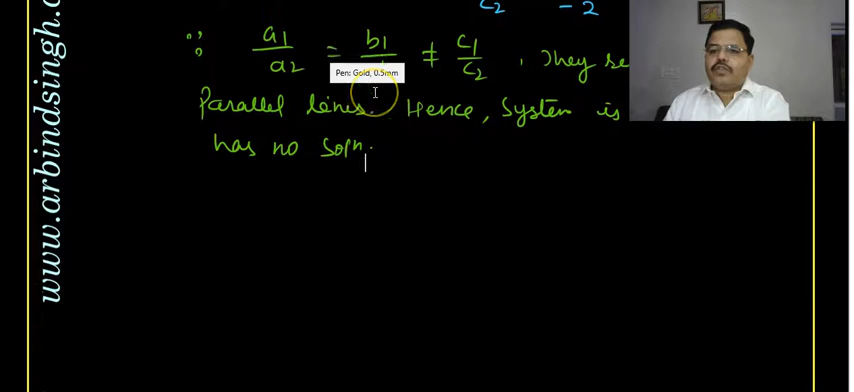 c2 -2
∵ a1/a2 = b1/ ≠ c1/c2 , They
Pen: Gold, 0.5mm
Parallel lines. Hence, System is
has no soln.
www.arbindsingh.c